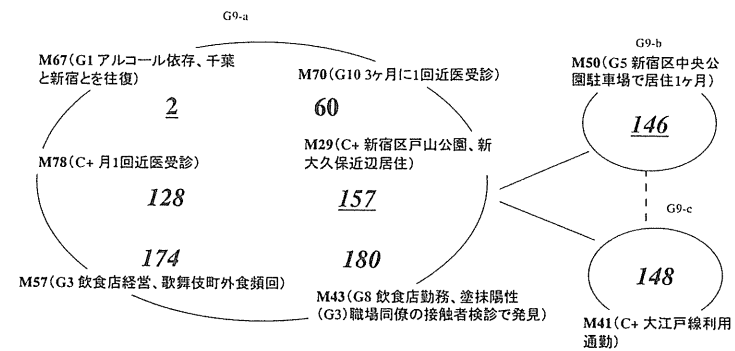 G9-a
M67(G1 アルコール依存、千葉
と新宿とを往復)
2
M70(G10 3ヶ月に1回近医受診)
60
M78(C+ 月1回近医受診)
128
M29(C+ 新宿区戸山公園、新
大久保近辺居住)
157
174
M57(G3 飲食店経営、歌舞伎町外食頻回)
180
M43(G8 飲食店勤務、塗抹陽性
(G3)職場同僚の接触者検診で発見)
G9-b
M50(G5 新宿区中央公
園駐車場で居住1ヶ月)
146
G9-c
148
M41(C+ 大江戸線利用
通勤)